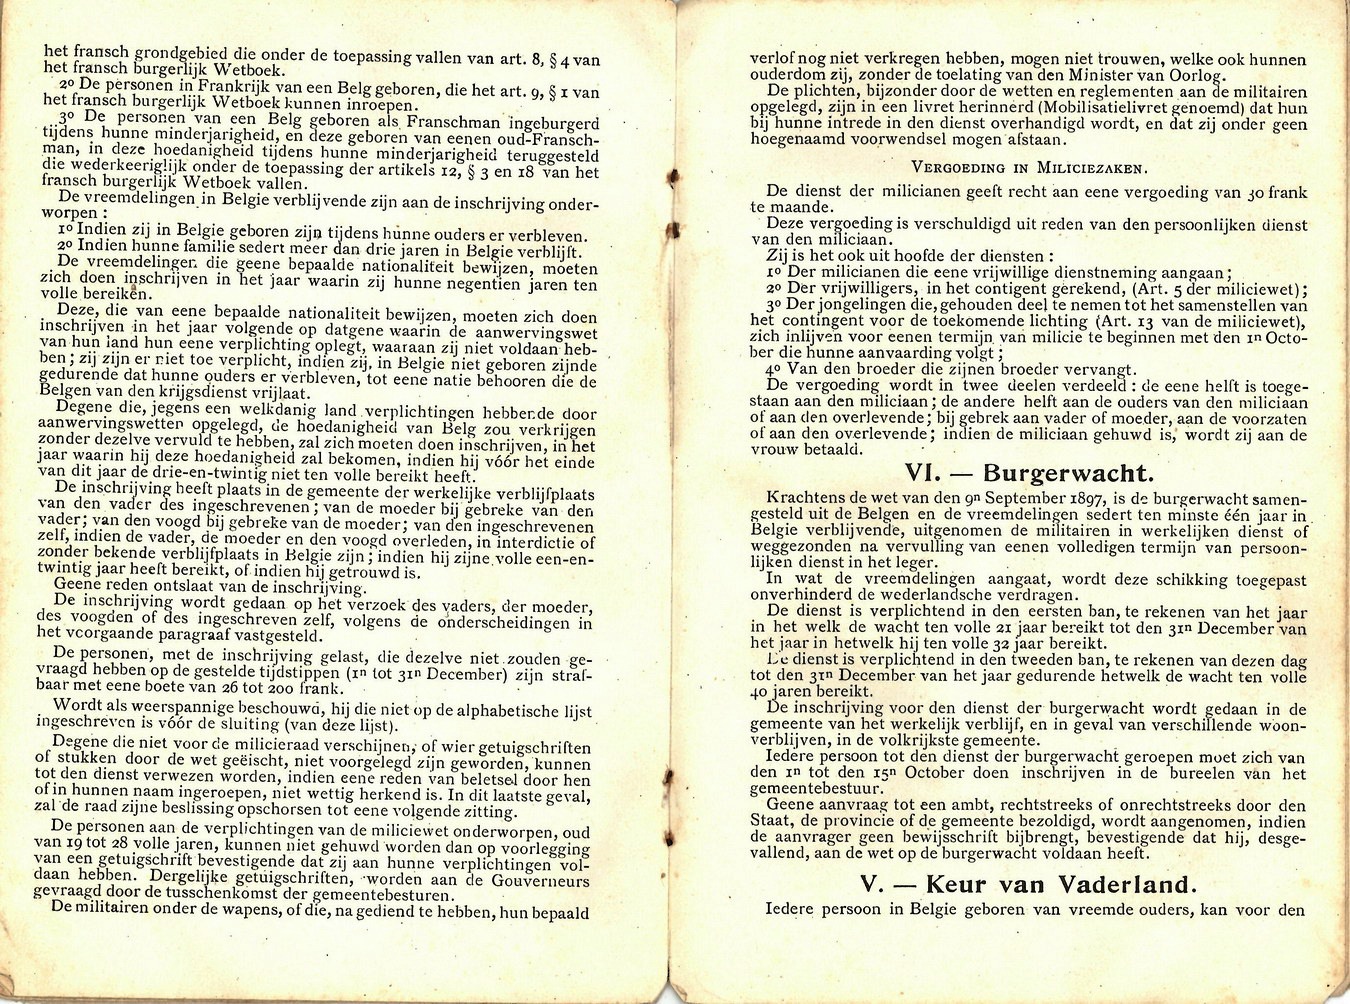 het fransch grondgebied die onder de toepassing vallen van art. 8, § 4 van
het fransch burgerlijk Wetboek.
2º De personen in Frankrijk van een Belg geboren, die het art. 9, § 1 van
het fransch burgerlijk Wetboek kunnen inroepen.
3º De personen van een Belg geboren als Franschman ingeburgerd
tijdens hunne minderjarigheid, en deze geboren van eenen oud-Fransch-
man, in deze hoedanigheid tijdens hunne minderjarigheid teruggesteld
die wederkeeriglijk onder de toepassing der artikels 12, § 3 en 18 van het
fransch burgerlijk Wetboek vallen.
De vreemdelingen in Belgie verblijvende zijn aan de inschrijving onder-
worpen :
1º Indien zij in Belgie geboren zijn tijdens hunne ouders er verbleven.
2º Indien hunne familie sedert meer dan drie jaren in Belgie verblijft.
De vreemdelingen die geene bepaalde nationaliteit bewijzen, moeten
zich doen inschrijven in het jaar waarin zij hunne negentien jaren ten
volle bereiken.
Deze, die van eene bepaalde nationaliteit bewijzen, moeten zich doen
inschrijven in het jaar volgende op datgene waarin de aanwervingswet
van hun land hun eene verplichting oplegt, waaraan zij niet voldaan heb-
ben ; zij zijn er niet toe verplicht, indien zij, in Belgie niet geboren zijnde
gedurende dat hunne ouders er verbleven, tot eene natie behooren die de
Belgen van den krijgsdienst vrijlaat.
Degene die, jegens een welkdanig land verplichtingen hebbende door
aanwervingswetten opgelegd, de hoedanigheid van Belg zou verkrijgen
zonder dezelve vervuld te hebben, zal zich moeten doen inschrijven, in het
jaar waarin hij deze hoedanigheid zal bekomen, indien hij vóór het einde
van dit jaar de drie-en-twintig niet ten volle bereikt heeft.
De inschrijving heeft plaats in de gemeente der werkelijke verblijfplaats
van den vader des ingeschrevenen ; van de moeder bij gebreke van den
vader; van den voogd bij gebreke van de moeder; van den ingeschrevenen
zelf, indien de vader, de moeder en den voogd overleden, in interdictie of
zonder bekende verblijfplaats in Belgie zijn ; indien hij zijne volle een-en-
twintig jaar heeft bereikt, of indien hij getrouwd is.
Geene reden ontslaat van de inschrijving.
De inschrijving wordt gedaan op het verzoek des vaders, der moeder,
des voogden of des ingeschreven zelf, volgens de onderscheidingen in
het voorgaande paragraaf vastgesteld.
De personen, met de inschrijving gelast, die dezelve niet zouden ge-
vraagd hebben op de gestelde tijdstippen (1n tot 31n December) zijn straf-
baar met eene boete van 26 tot 200 frank.
Wordt als weerspannige beschouwd, hij die niet op de alphabetische lijst
ingeschreven is vóór de sluiting (van deze lijst).
Degene die niet voor de milicieraad verschijnen, of wier getuigschriften
of stukken door de wet geëischt, niet voorgelegd zijn geworden, kunnen
tot den dienst verwezen worden, indien eene reden van beletsel door hen
of in hunnen naam ingeroepen, niet wettig herkend is. In dit laatste geval,
zal de raad zijne beslissing opschorsen tot eene volgende zitting.
De personen aan de verplichtingen van de miliciewet onderworpen, oud
van 19 tot 28 volle jaren, kunnen niet gehuwd worden dan op voorlegging
van een getuigschrift bevestigende dat zij aan hunne verplichtingen vol-
daan hebben. Dergelijke getuigschriften, worden aan de Gouverneurs
gevraagd door de tusschenkomst der gemeentebesturen.
De militairen onder de wapens, of die, na gediend te hebben, hun bepaald
verlof nog niet verkregen hebben, mogen niet trouwen, welke ook hunnen
ouderdom zij, zonder de toelating van den Minister van Oorlog.
De plichten, bijzonder door de wetten en reglementen aan de militairen
opgelegd, zijn in een livret herinnerd (Mobilisatielivret genoemd) dat hun
bij hunne intrede in den dienst overhandigd wordt, en dat zij onder geen
hoegenaamd voorwendsel mogen afstaan.
VERGOEDING IN MILICIEZAKEN.
De dienst der milicianen geeft recht aan eene vergoeding van 30 frank
te maande.
Deze vergoeding is verschuldigd uit reden van den persoonlijken dienst
van den miliciaan.
Zij is het ook uit hoofde der diensten :
1º Der milicianen die eene vrijwillige dienstneming aangaan ;
2º Der vrijwilligers, in het contigent gerekend, (Art. 5 der miliciewet) ;
3º Der jongelingen die, gehouden deel te nemen tot het samenstellen van
het contingent voor de toekomende lichting (Art. 13 van de miliciewet),
zich inlijven voor eenen termijn van milicie te beginnen met den 1n Octo-
ber die hunne aanvaarding volgt ;
4º Van den broeder die zijnen broeder vervangt.
De vergoeding wordt in twee deelen verdeeld : de eene helft is toege-
staan aan den miliciaan ; de andere helft aan de ouders van den miliciaan
of aan den overlevende ; bij gebrek aan vader of moeder, aan de voorzaten
of aan den overlevende ; indien de miliciaan gehuwd is, wordt zij aan de
vrouw betaald.
VI. — Burgerwacht.
Krachtens de wet van den 9n September 1897, is de burgerwacht samen-
gesteld uit de Belgen en de vreemdelingen sedert ten minste één jaar in
Belgie verblijvende, uitgenomen de militairen in werkelijken dienst of
weggezonden na vervulling van eenen volledigen termijn van persoon-
lijken dienst in het leger.
In wat de vreemdelingen aangaat, wordt deze schikking toegepast
onverhinderd de wederlandsche verdragen.
De dienst is verplichtend in den eersten ban, te rekenen van het jaar
in het welk de wacht ten volle 21 jaar bereikt tot den 31n December van
het jaar in hetwelk hij ten volle 32 jaar bereikt.
De dienst is verplichtend in den tweeden ban, te rekenen van dezen dag
tot den 31n December van het jaar gedurende hetwelk de wacht ten volle
40 jaren bereikt.
De inschrijving voor den dienst der burgerwacht wordt gedaan in de
gemeente van het werkelijk verblijf, en in geval van verschillende woon-
verblijven, in de volkrijkste gemeente.
Iedere persoon tot den dienst der burgerwacht geroepen moet zich van
den 1n tot den 15n October doen inschrijven in de bureelen van het
gemeentebestuur.
Geene aanvraag tot een ambt, rechtstreeks of onrechtstreeks door den
Staat, de provincie of de gemeente bezoldigd, wordt aangenomen, indien
de aanvrager geen bewijsschrift bijbrengt, bevestigende dat hij, desge-
vallend, aan de wet op de burgerwacht voldaan heeft.
V. — Keur van Vaderland.
Iedere persoon in Belgie geboren van vreemde ouders, kan voor den